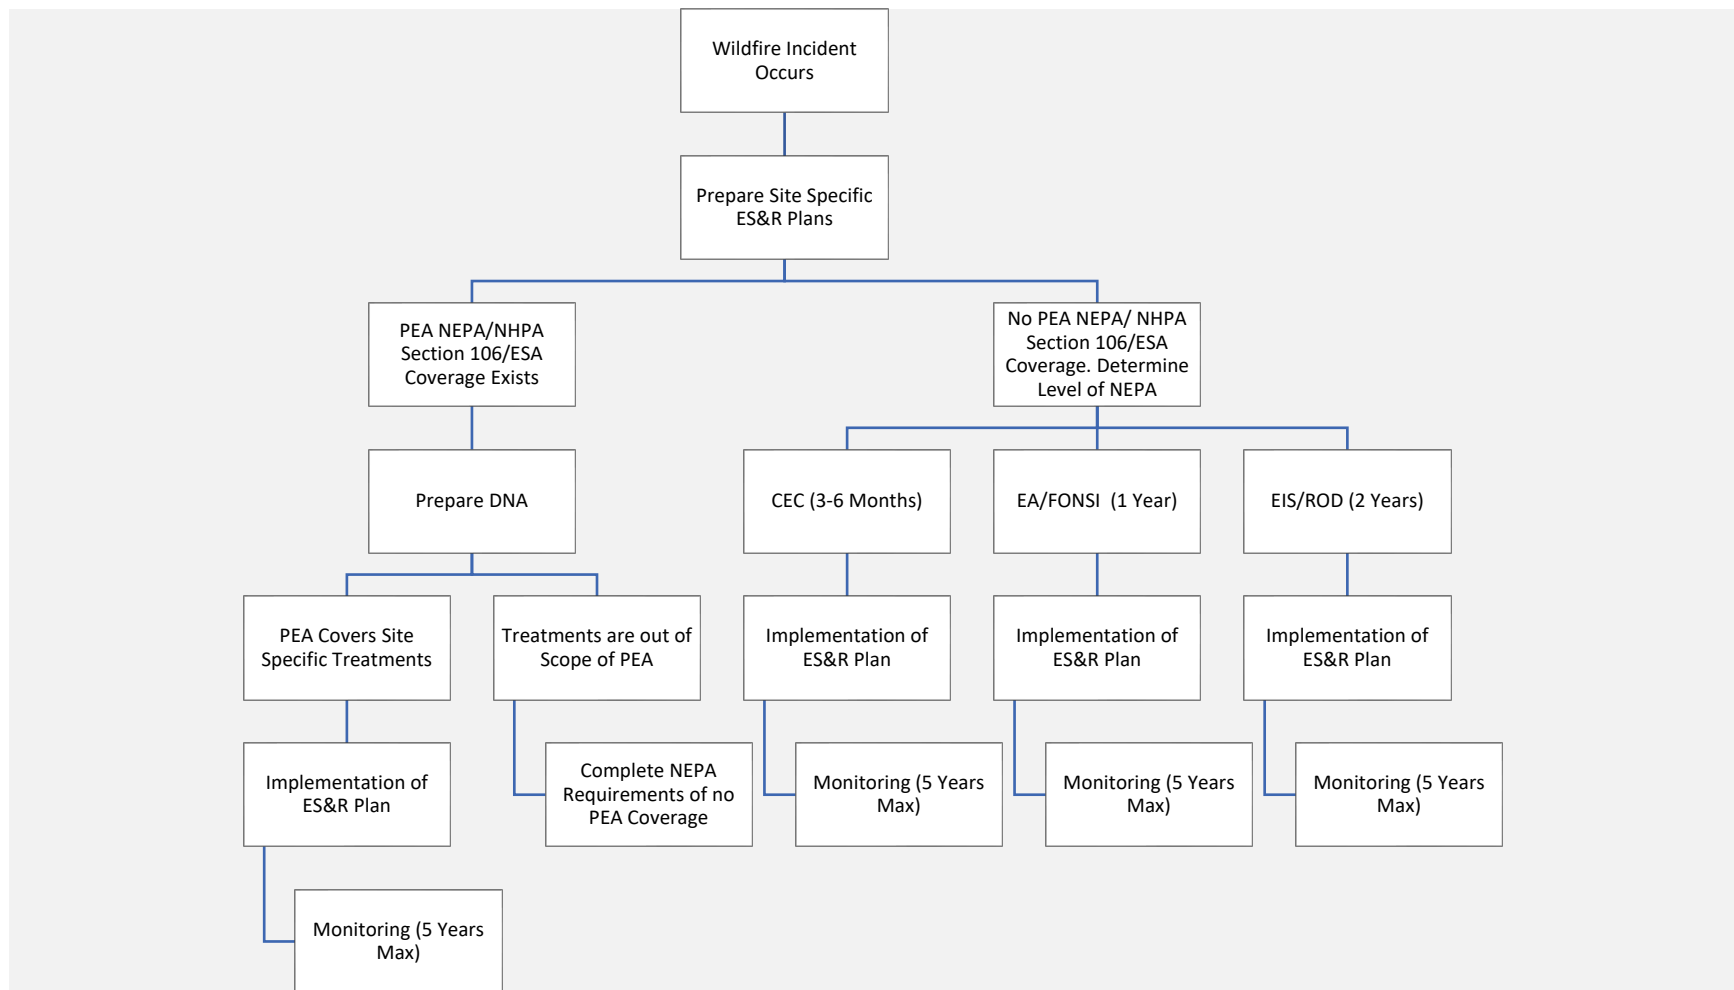 Wildfire Incident
Occurs
Prepare Site Specific
ES&R Plans
PEA NEPA/NHPA
Section 106/ESA
Coverage Exists
No PEA NEPA/ NHPA
Section 106/ESA
Coverage. Determine
Level of NEPA
Prepare DNA
CEC (3-6 Months)
EA/FONSI (1 Year)
EIS/ROD (2 Years)
PEA Covers Site
Specific Treatments
Treatments are out of
Scope of PEA
Implementation of
ES&R Plan
Implementation of
ES&R Plan
Implementation of
ES&R Plan
Implementation of
ES&R Plan
Complete NEPA
Requirements of no
PEA Coverage
Monitoring (5 Years
Max)
Monitoring (5 Years
Max)
Monitoring (5 Years
Max)
Monitoring (5 Years
Max)